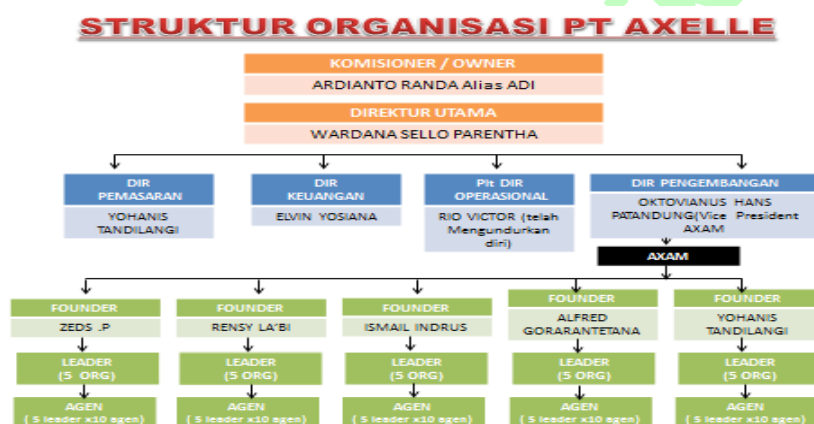 STRUKTUR ORGANISASI PT AXELLE
KOMISIONER / OWNER
ARDIANTO RANDA Alias ADI
DIREKTUR UTAMA
WARDANA SELLO PARENTHA
DIR
PEMASARAN
YOHANIS
TANDILANGI
DIR
KEUANGAN
ELVIN YOSIANA
Plt DIR
OPERASIONAL
RIO VICTOR (telah
Mengundurkan
diri)
DIR PENGEMBANGAN
OKTOVIANUS HANS
PATANDUNG(Vice President
AXAM
AXAM
FOUNDER
ZEDS .P
LEADER
(5 ORG)
AGEN
( 5 leader x10 agen)
FOUNDER
RENSY LA'BI
LEADER
(5 ORG)
AGEN
( 5 leader x10 agen)
FOUNDER
ISMAIL INDRUS
LEADER
(5 ORG)
AGEN
( 5 leader x10 agen)
FOUNDER
ALFRED
GORARANTETANA
LEADER
(5 ORG)
AGEN
( 5 leader x10 agen)
FOUNDER
YOHANIS
TANDILANGI
LEADER
(5 ORG)
AGEN
( 5 leader x10 agen)